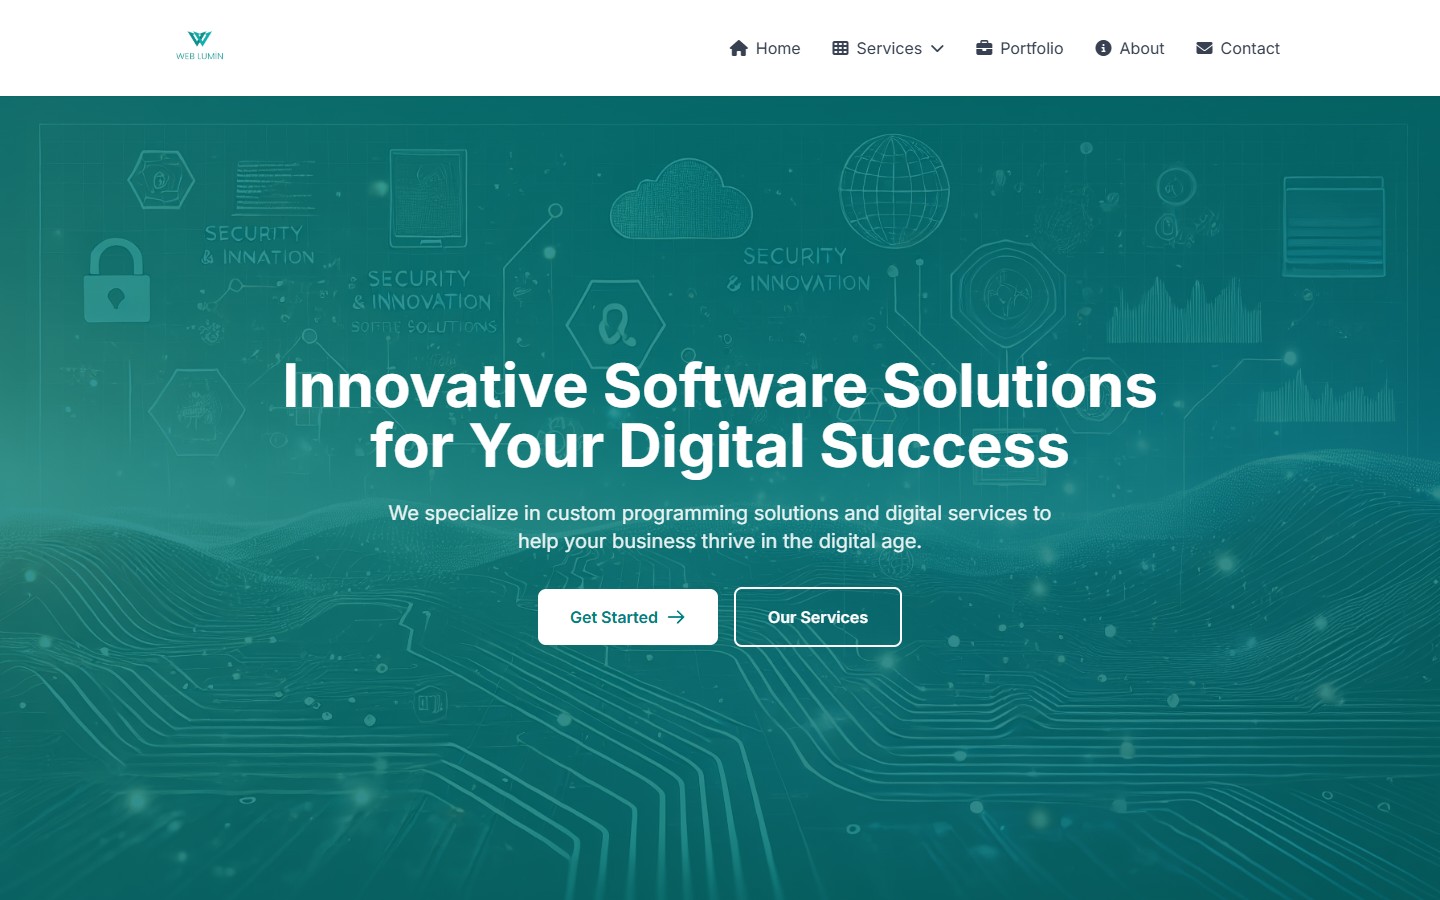 WEB LUMIN
Home
Services
Portfolio
About
Contact
SECURITY
& INNATION
SECURITY
& INNOVATION
SECURITY
& INNOVATION
Innovative Software Solutions
for Your Digital Success
We specialize in custom programming solutions and digital services to
help your business thrive in the digital age.
Get Started
Our Services